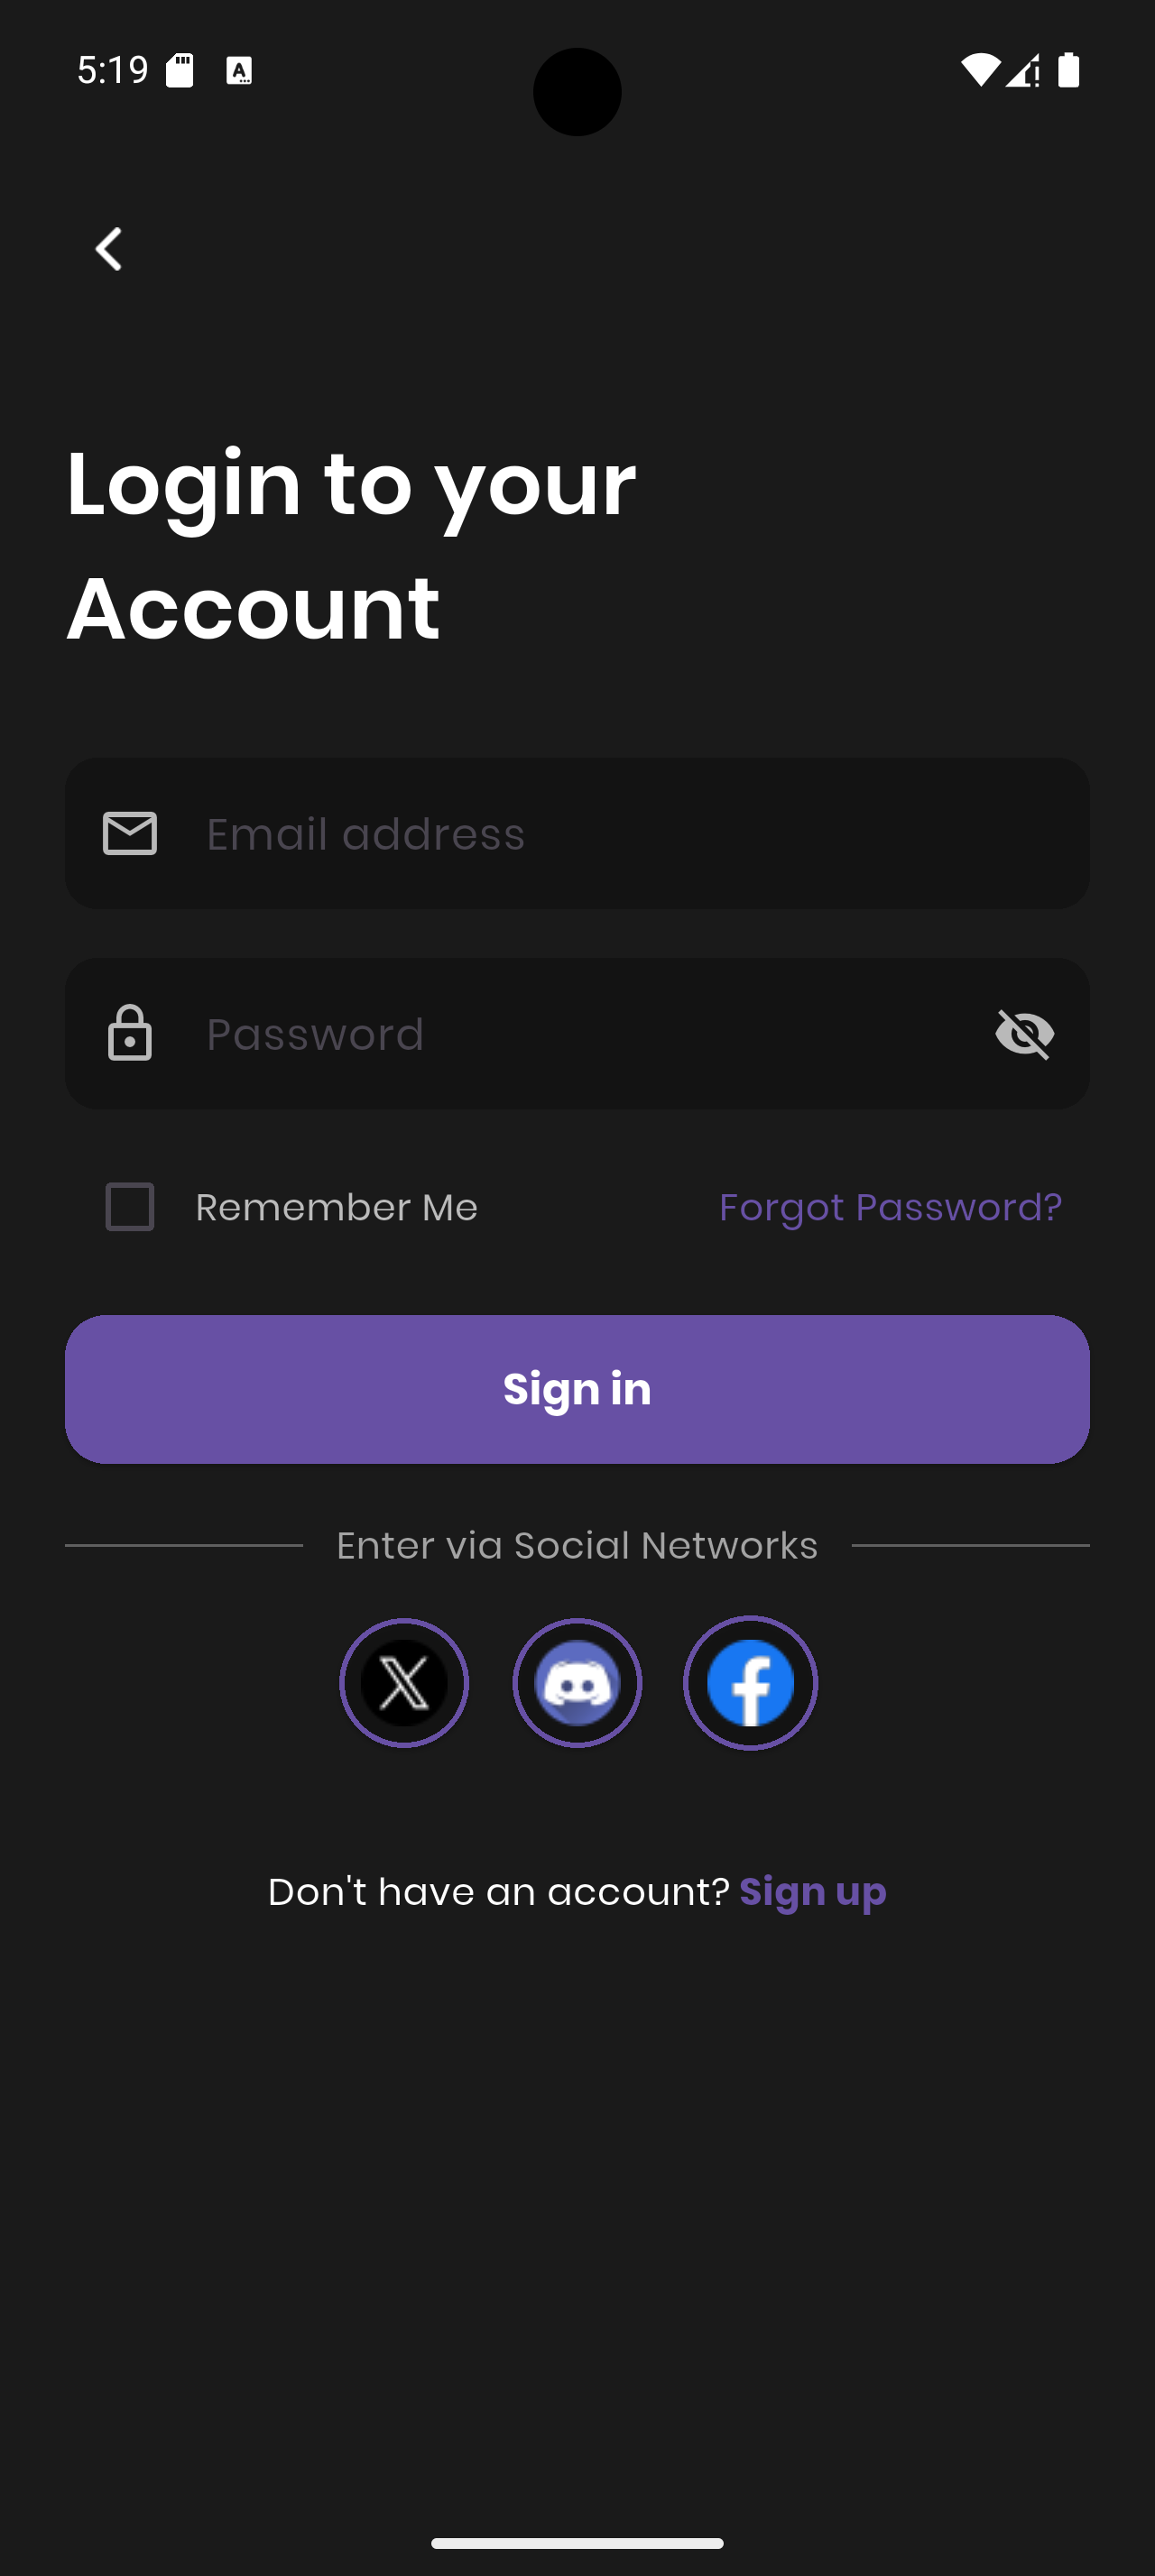 5:19
Login to your
Account
Email address
Password
Remember Me Forgot Password?
Sign in
Enter via Social Networks
Don't have an account? Sign up